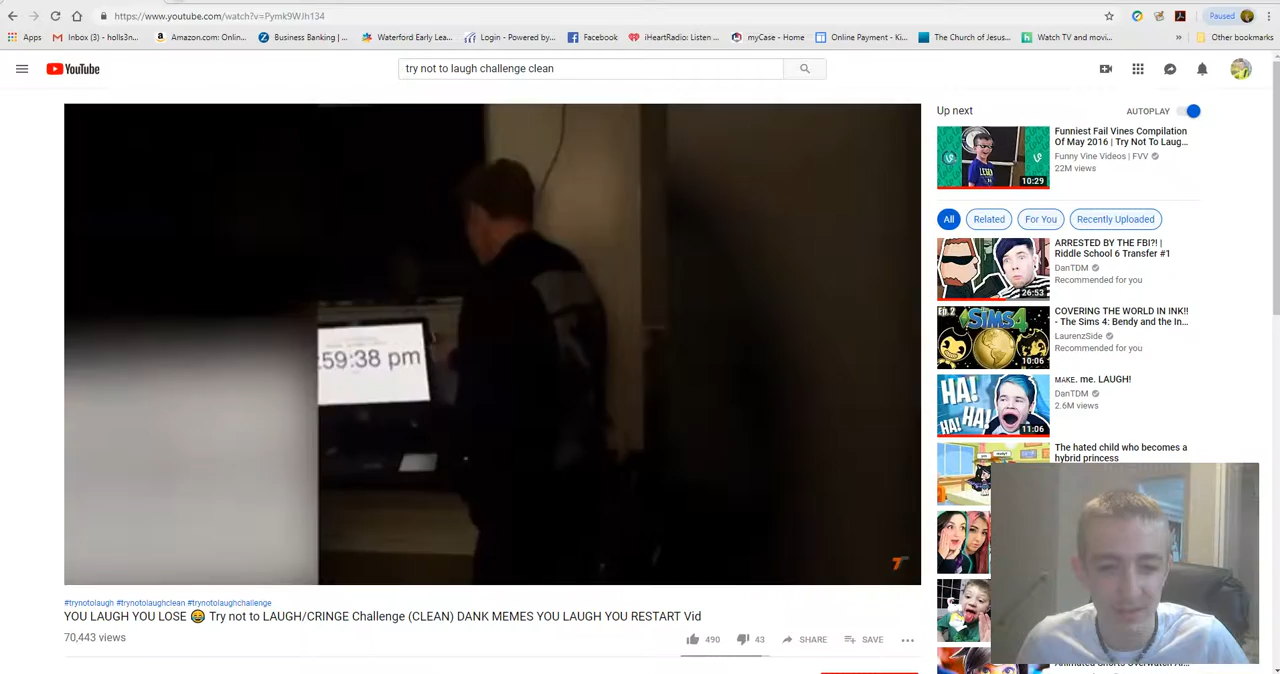 https://www.youtube.com/watch?v=Pymk9WJh134
Paused
Apps
Inbox (3) - holls3n...
Amazon.com: Onlin...
Business Banking |...
Waterford Early Lea...
Login - Powered by...
Facebook
iHeartRadio: Listen ...
myCase - Home
Online Payment - Ki...
The Church of Jesus...
Watch TV and movi...
»
Other bookmarks
YouTube
try not to laugh challenge clean
:59:38 pm
#trynotolaugh #trynotolaughclean #trynotolaughchallenge
YOU LAUGH YOU LOSE 😂 Try not to LAUGH/CRINGE Challenge (CLEAN) DANK MEMES YOU LAUGH YOU RESTART Vid
70,443 views
490
43
SHARE
SAVE
Up next
AUTOPLAY
10:29
Funniest Fail Vines Compilation
Of May 2016 | Try Not To Laug...
Funny Vine Videos | FVV
22M views
All
Related
For You
Recently Uploaded
26:53
ARRESTED BY THE FBI?! |
Riddle School 6 Transfer #1
DanTDM
Recommended for you
Ep. 2
SIMS4
10:06
COVERING THE WORLD IN INK!!
- The Sims 4: Bendy and the In...
LaurenzSide
Recommended for you
HA!
HA!
HA!
11:06
MAKE. me. LAUGH!
DanTDM
2.6M views
The hated child who becomes a
hybrid princess